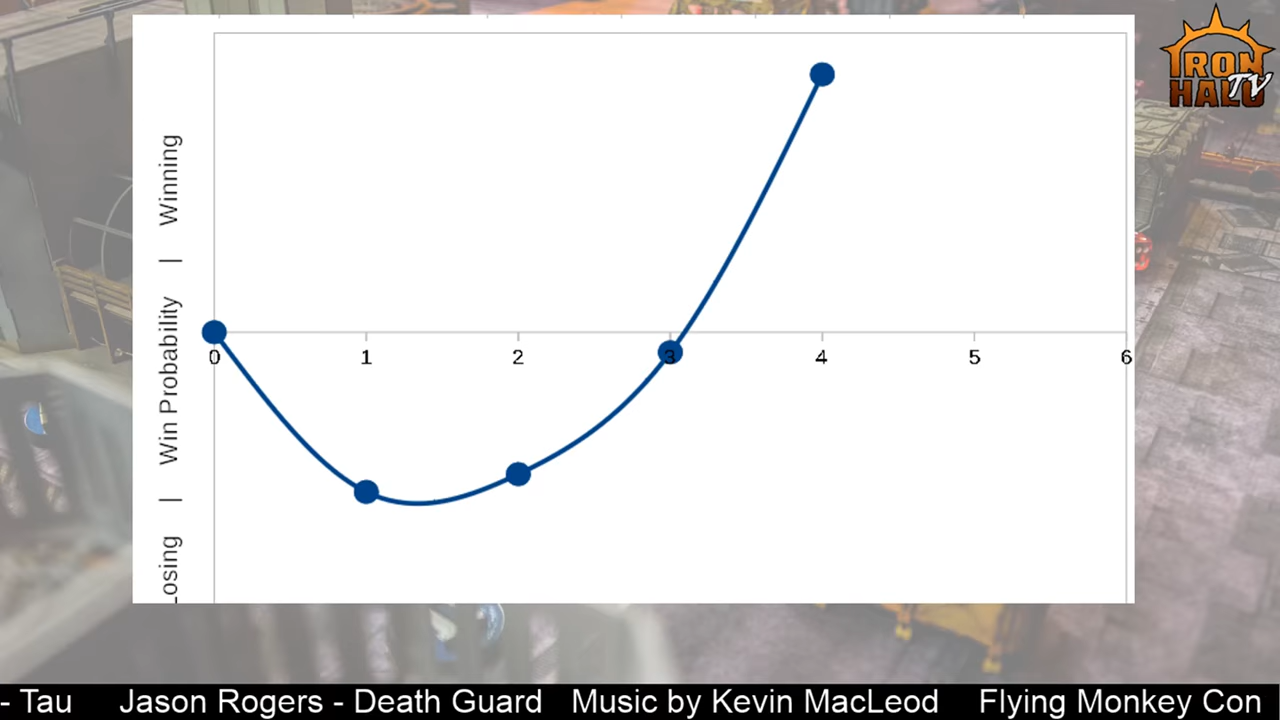 IRON
HALO
TV
Losing | Win Probability | Winning
0 1 2 3 4 5 6
- Tau Jason Rogers - Death Guard Music by Kevin MacLeod Flying Monkey Con